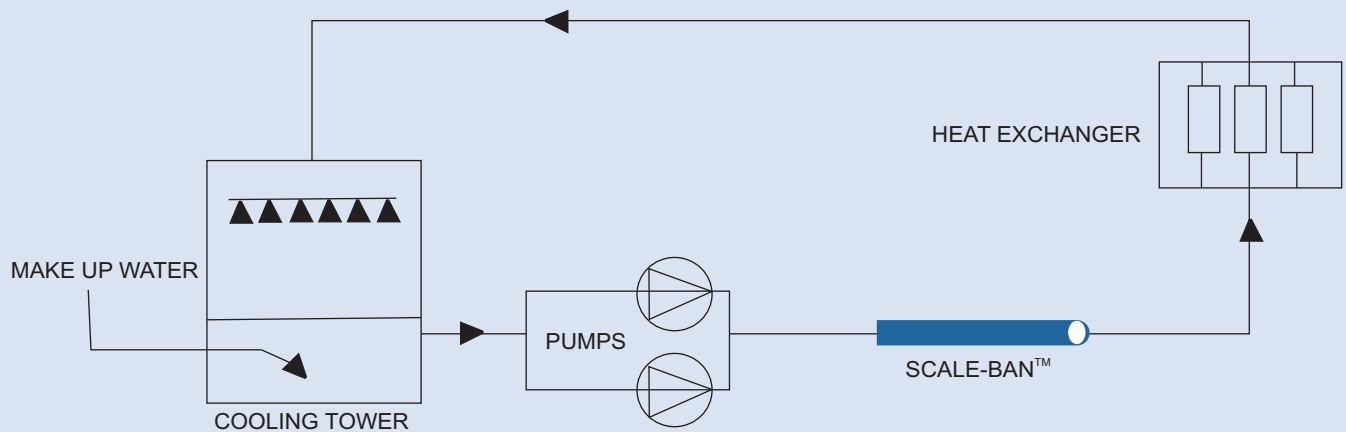 HEAT EXCHANGER
MAKE UP WATER
PUMPS
SCALE-BAN™
COOLING TOWER